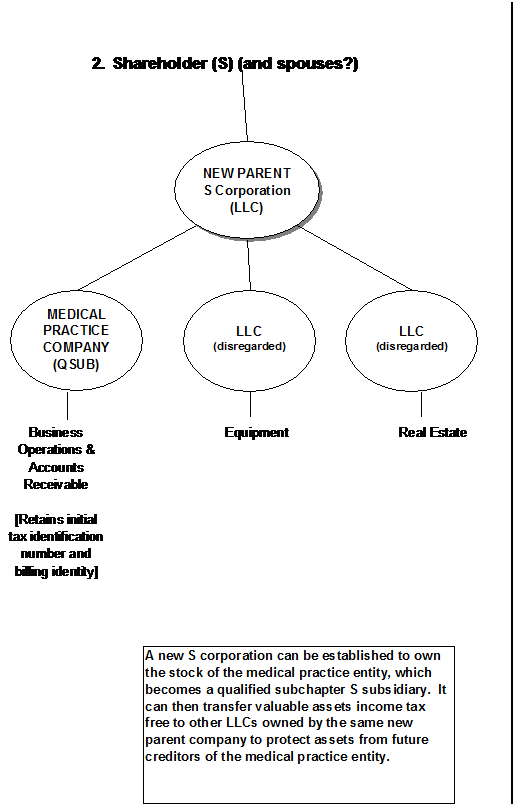 2. Shareholder (S) (and spouses?)
NEW PARENT
S Corporation
(LLC)
MEDICAL
PRACTICE
COMPANY
(QSUB)
LLC
(disregarded)
LLC
(disregarded)
Business
Operations &
Accounts
Receivable
[Retains initial
tax identification
number and
billing identity]
Equipment
Real Estate
A new S corporation can be established to own
the stock of the medical practice entity, which
becomes a qualified subchapter S subsidiary. It
can then transfer valuable assets income tax
free to other LLCs owned by the same new
parent company to protect assets from future
creditors of the medical practice entity.